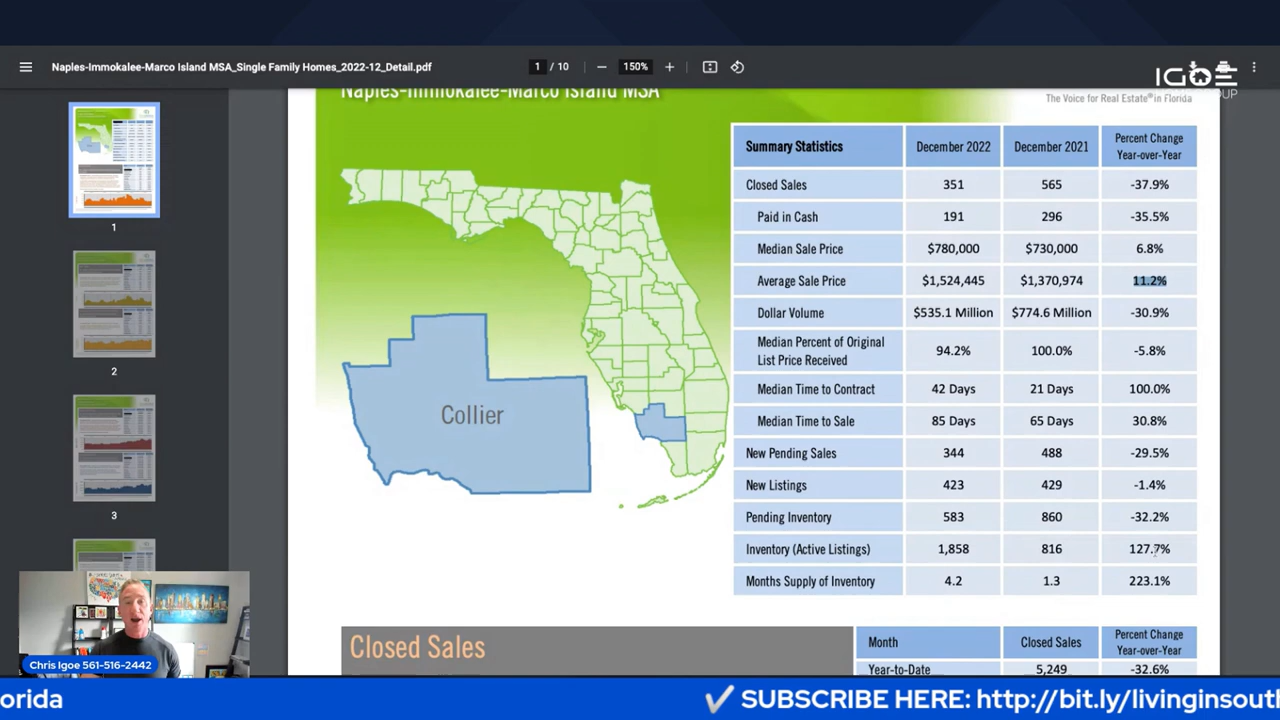 Naples-Immokalee-Marco Island MSA_Single Family Homes_2022-12_Detail.pdf
1 / 10
150%
IGOE
GROUP
Naples-Immokalee-Marco Island MSA
The Voice for Real Estate® in Florida
Summary Statistics December 2022 December 2021 Percent Change Year-over-Year
Closed Sales 351 565 -37.9%
Paid in Cash 191 296 -35.5%
Median Sale Price $780,000 $730,000 6.8%
Average Sale Price $1,524,445 $1,370,974 11.2%
Dollar Volume $535.1 Million $774.6 Million -30.9%
Median Percent of Original List Price Received 94.2% 100.0% -5.8%
Median Time to Contract 42 Days 21 Days 100.0%
Median Time to Sale 85 Days 65 Days 30.8%
New Pending Sales 344 488 -29.5%
New Listings 423 429 -1.4%
Pending Inventory 583 860 -32.2%
Inventory (Active Listings) 1,858 816 127.7%
Months Supply of Inventory 4.2 1.3 223.1%
Collier
1
2
3
Closed Sales
Month Closed Sales Percent Change Year-over-Year
Year-to-Date 5,249 -32.6%
Chris Igoe 561-516-2442
orida
✔ SUBSCRIBE HERE: http://bit.ly/livinginsout